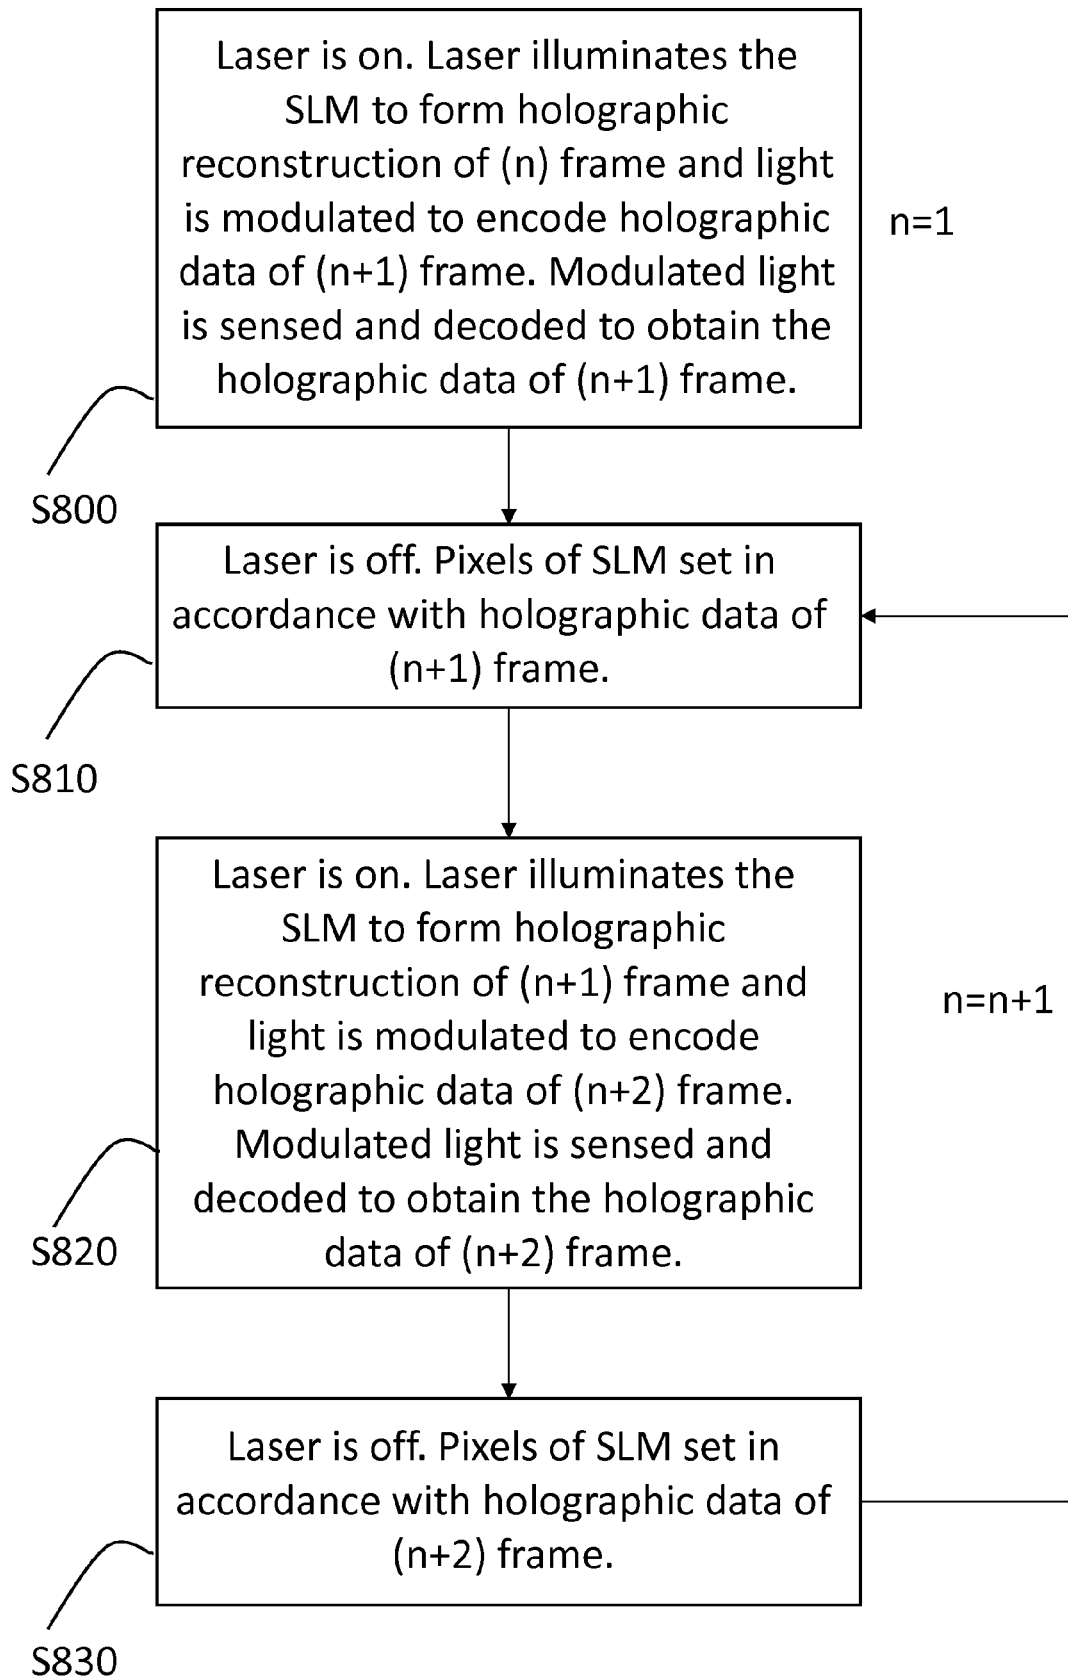 Laser is on. Laser illuminates the
SLM to form holographic
reconstruction of (n) frame and light
is modulated to encode holographic
data of (n+1) frame. Modulated light
is sensed and decoded to obtain the
holographic data of (n+1) frame.
n=1
S800
Laser is off. Pixels of SLM set in
accordance with holographic data of
(n+1) frame.
S810
Laser is on. Laser illuminates the
SLM to form holographic
reconstruction of (n+1) frame and
light is modulated to encode
holographic data of (n+2) frame.
Modulated light is sensed and
decoded to obtain the holographic
data of (n+2) frame.
n=n+1
S820
Laser is off. Pixels of SLM set in
accordance with holographic data of
(n+2) frame.
S830